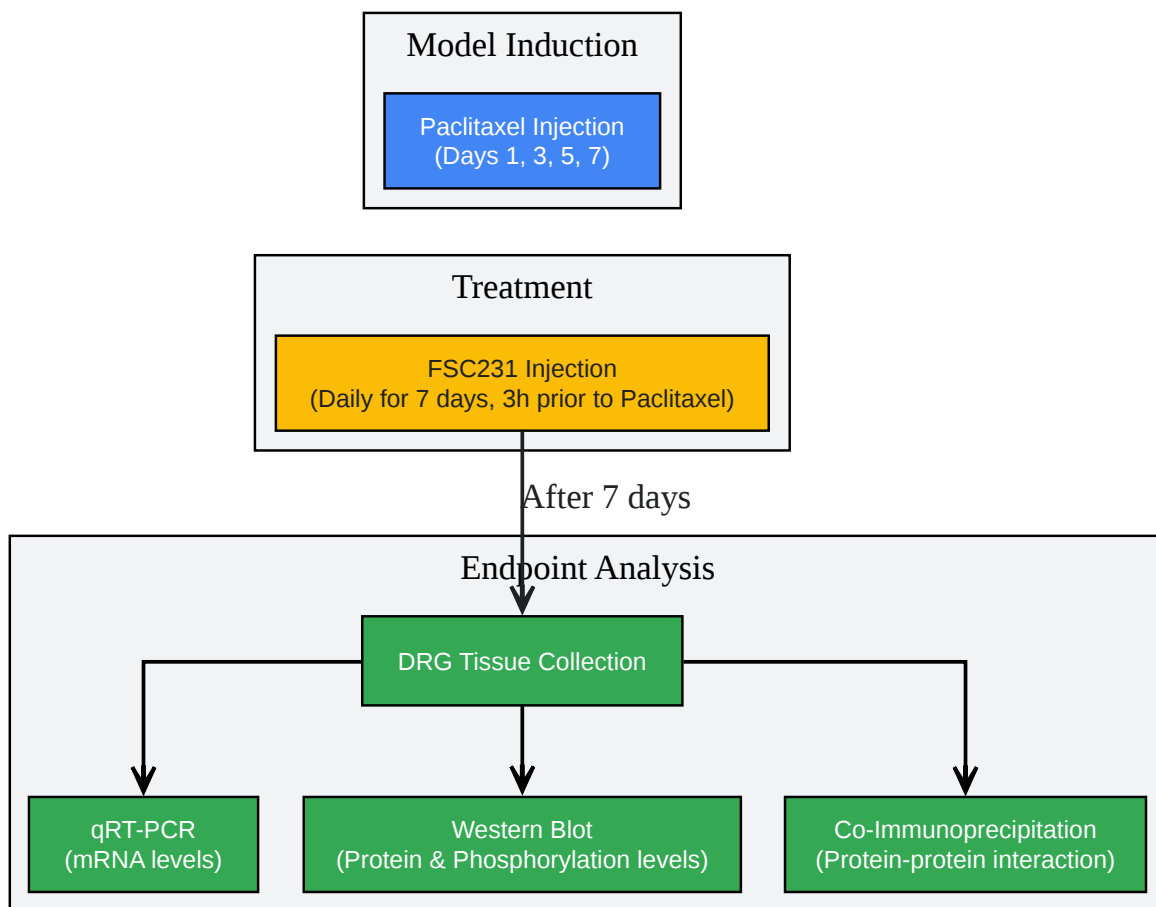 Model Induction
Paclitaxel Injection
(Days 1, 3, 5, 7)
Treatment
FSC231 Injection
(Daily for 7 days, 3h prior to Paclitaxel)
After 7 days
Endpoint Analysis
DRG Tissue Collection
qRT-PCR
(mRNA levels)
Western Blot
(Protein & Phosphorylation levels)
Co-Immunoprecipitation
(Protein-protein interaction)